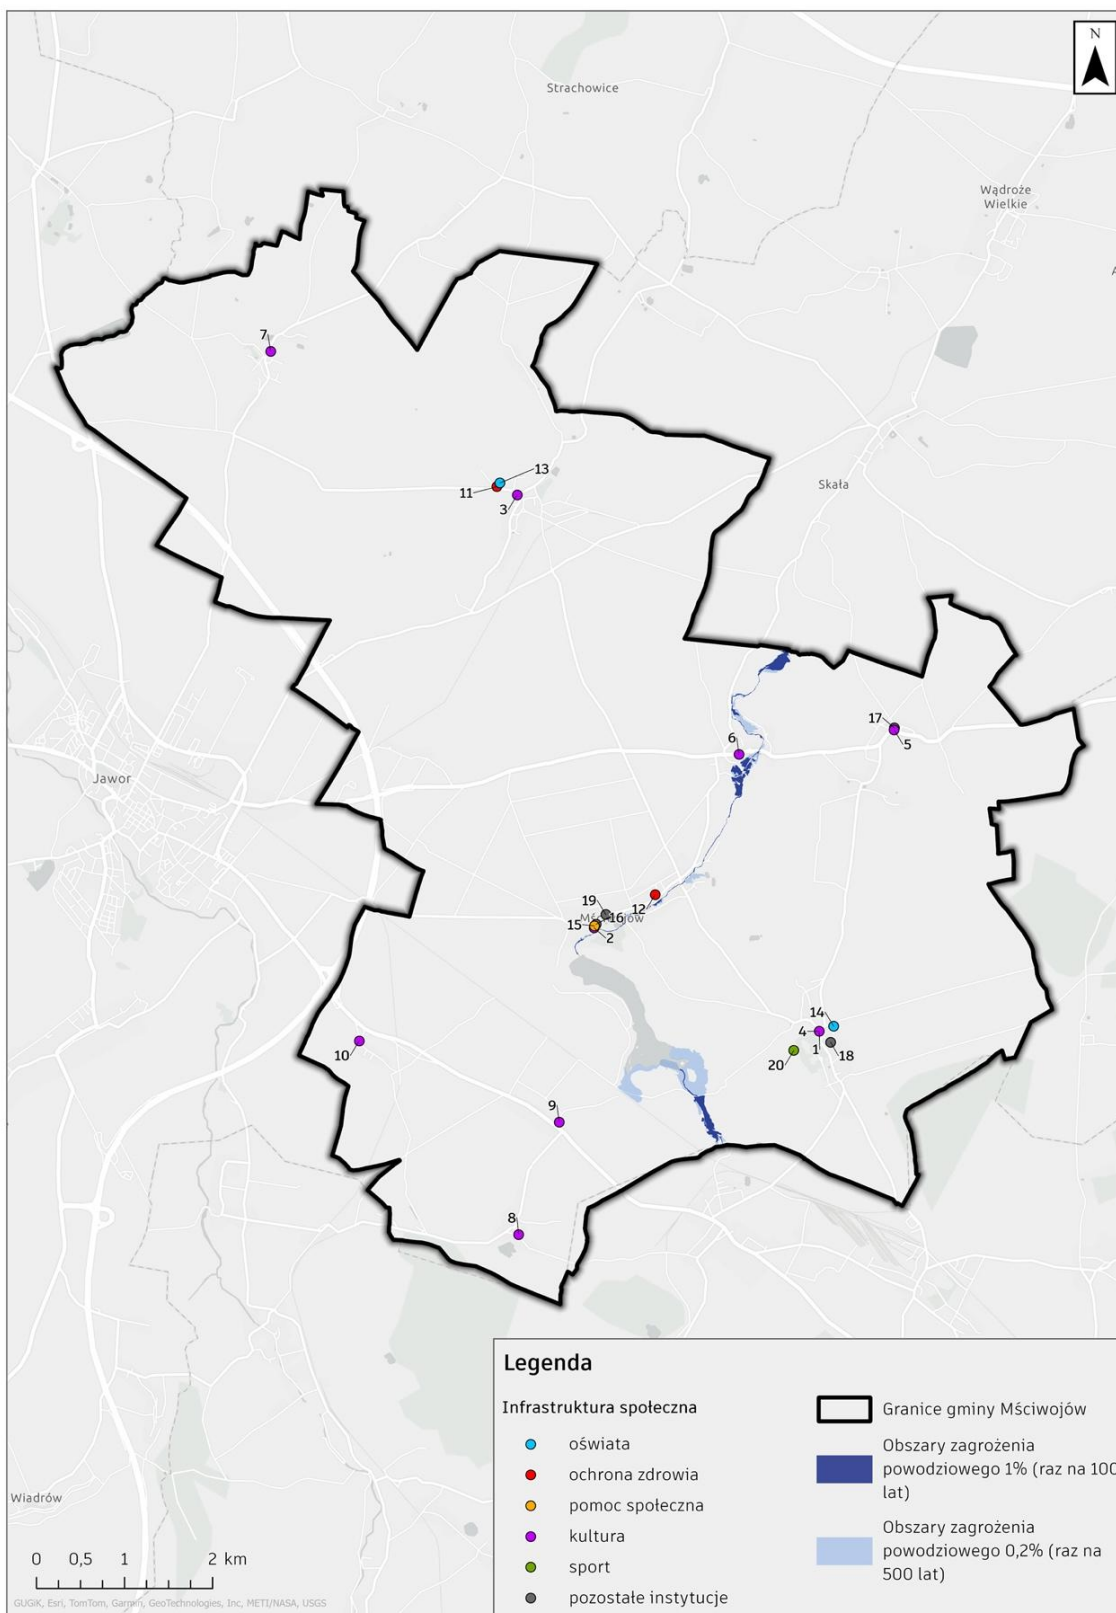 N
Strachowice
Wądroże
Wielkie
A
7
13
11
3
Skała
17
5
6
Jawor
19
16
12
Mściwojów
15
2
14
4
1
18
20
10
9
8
Legenda
Infrastruktura społeczna
oświata
ochrona zdrowia
pomoc społeczna
kultura
sport
pozostałe instytucje
Granice gminy Mściwojów
Obszary zagrożenia
powodziowego 1% (raz na 100
lat)
Obszary zagrożenia
powodziowego 0,2% (raz na
500 lat)
Wiadrów
0 0,5 1 2 km
GUGiK, Esri, TomTom, Garmin, GeoTechnologies, Inc, METI/NASA, USGS